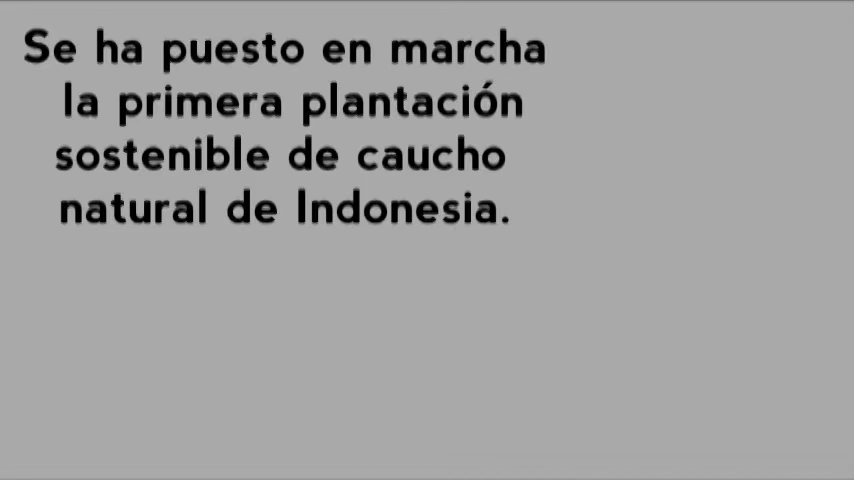 Se ha puesto en marcha
la primera plantación
sostenible de caucho
natural de Indonesia.